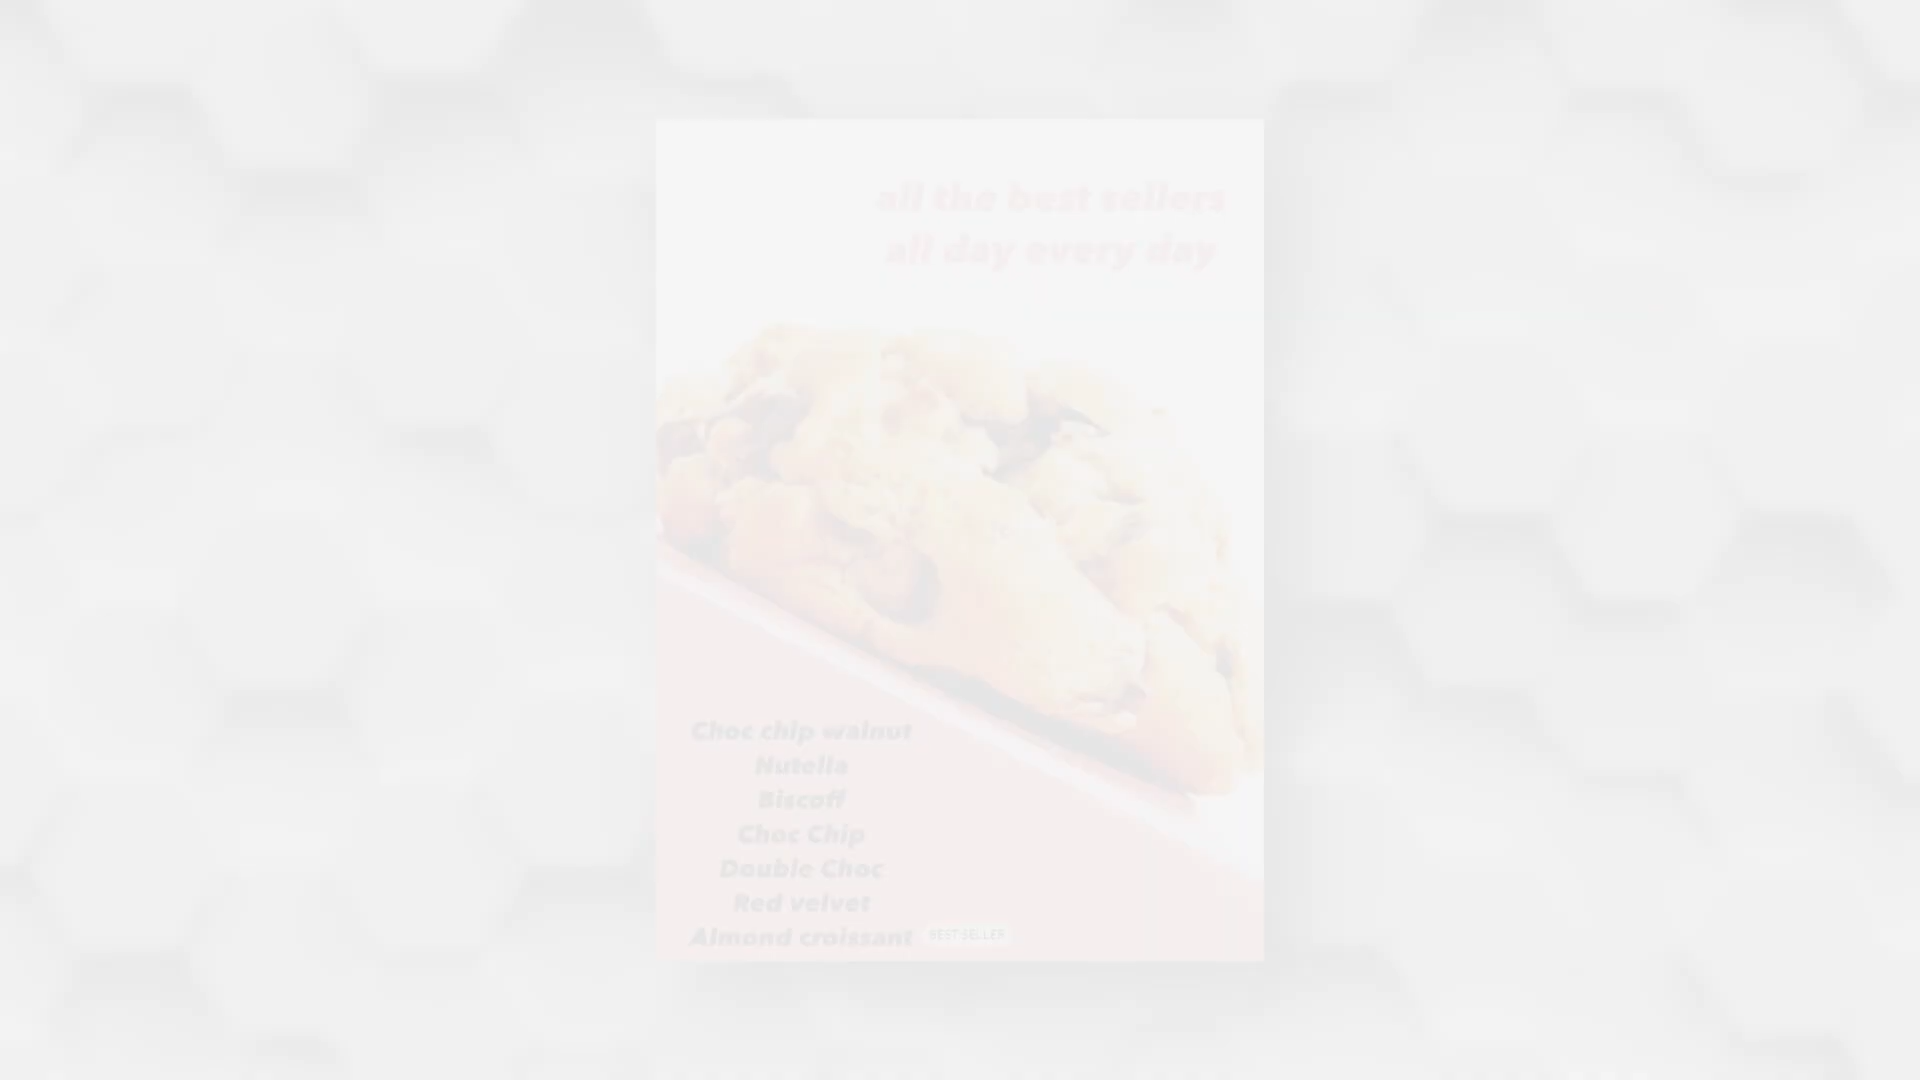 all the best sellers
all day every day
Choc chip walnut
Nutella
Biscoff
Choc Chip
Double Choc
Red velvet
Almond croissant BEST SELLER